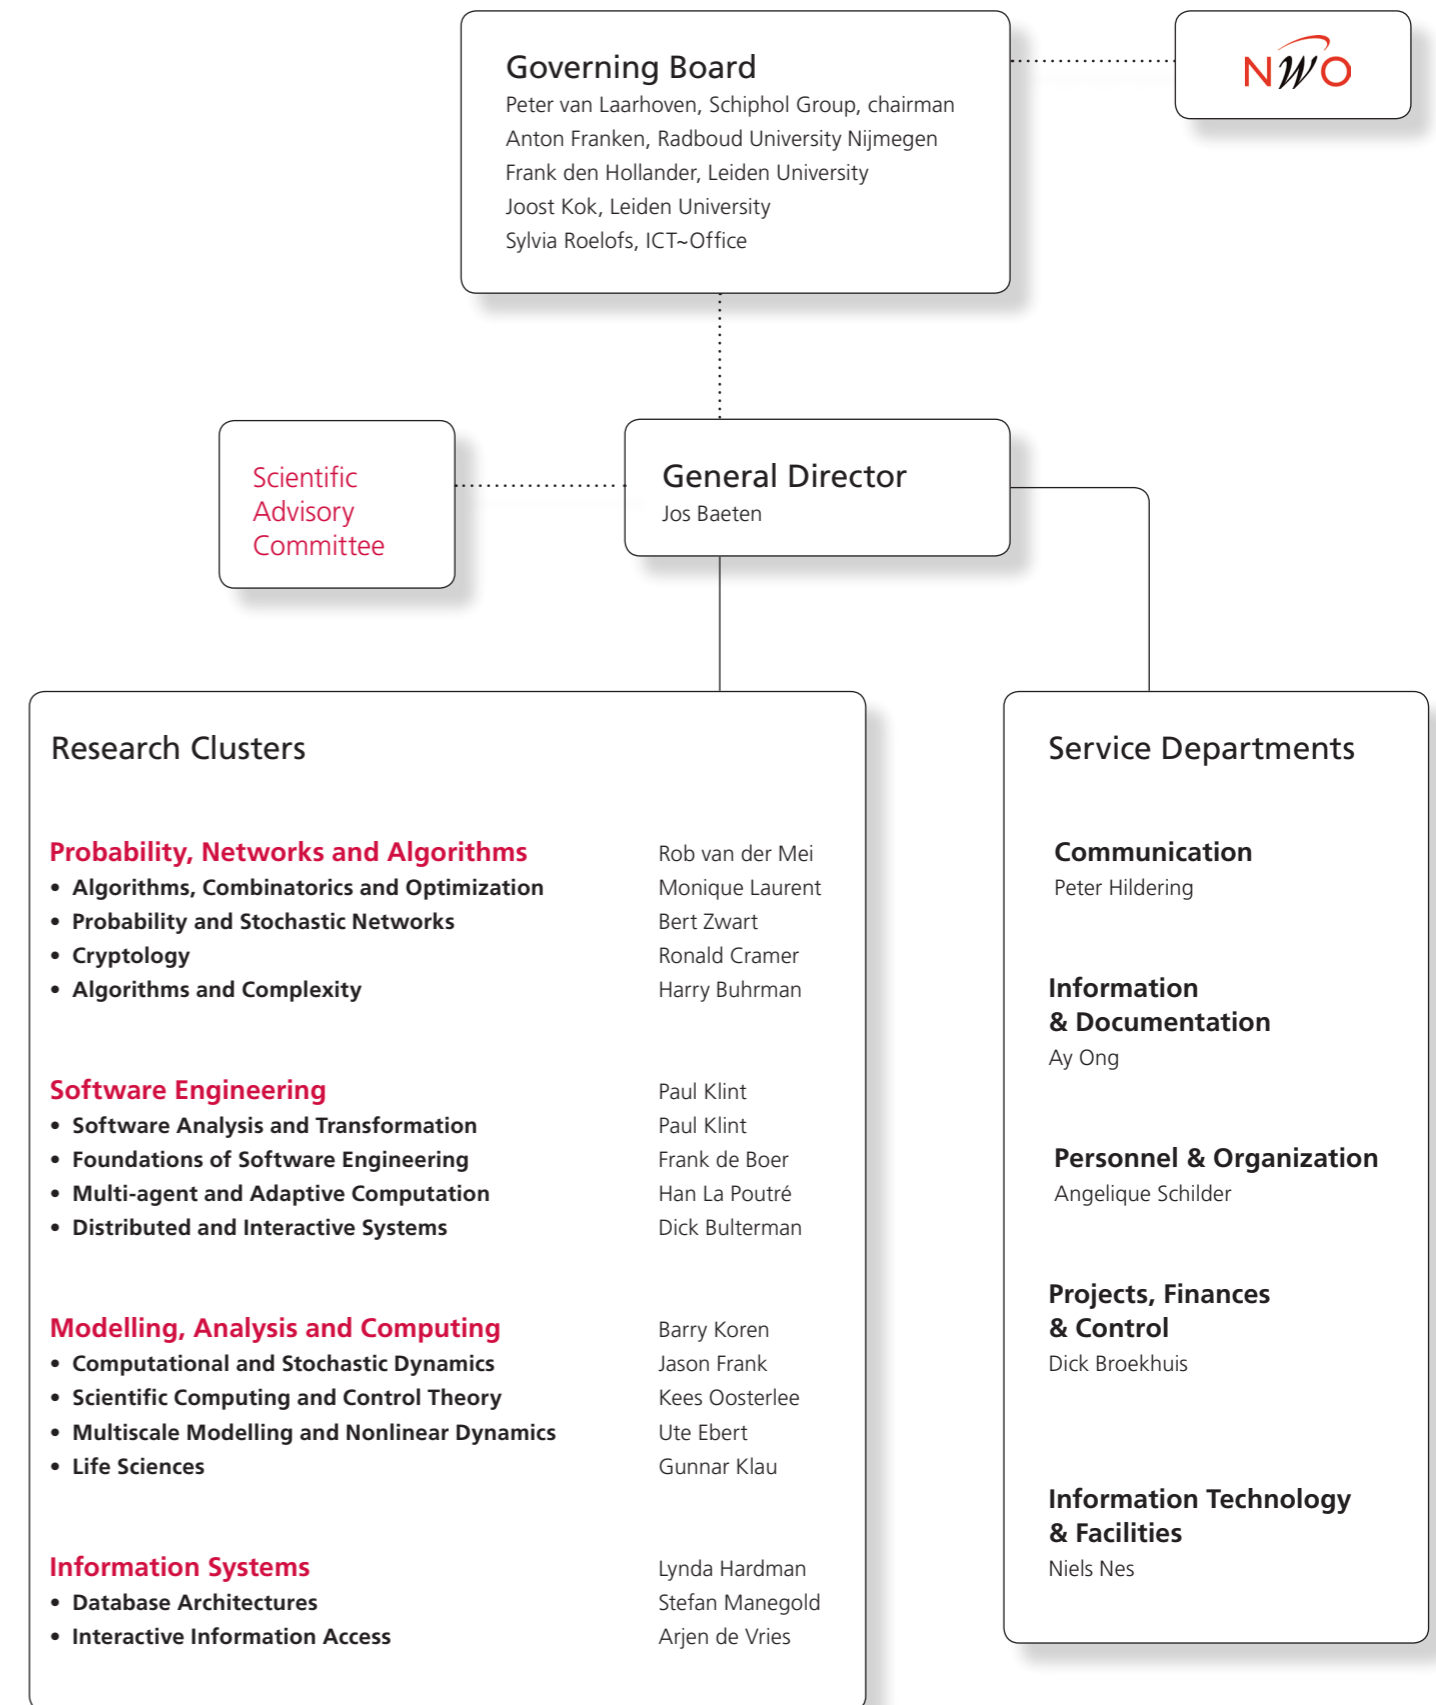 Governing Board
Peter van Laarhoven, Schiphol Group, chairman
Anton Franken, Radboud University Nijmegen
Frank den Hollander, Leiden University
Joost Kok, Leiden University
Sylvia Roelofs, ICT~Office
NWO
Scientific
Advisory
Committee
General Director
Jos Baeten
Research Clusters
Probability, Networks and Algorithms Rob van der Mei
• Algorithms, Combinatorics and Optimization Monique Laurent
• Probability and Stochastic Networks Bert Zwart
• Cryptology Ronald Cramer
• Algorithms and Complexity Harry Buhrman
Software Engineering Paul Klint
• Software Analysis and Transformation Paul Klint
• Foundations of Software Engineering Frank de Boer
• Multi-agent and Adaptive Computation Han La Poutré
• Distributed and Interactive Systems Dick Bulterman
Modelling, Analysis and Computing Barry Koren
• Computational and Stochastic Dynamics Jason Frank
• Scientific Computing and Control Theory Kees Oosterlee
• Multiscale Modelling and Nonlinear Dynamics Ute Ebert
• Life Sciences Gunnar Klau
Information Systems Lynda Hardman
• Database Architectures Stefan Manegold
• Interactive Information Access Arjen de Vries
Service Departments
Communication
Peter Hildering
Information
& Documentation
Ay Ong
Personnel & Organization
Angelique Schilder
Projects, Finances
& Control
Dick Broekhuis
Information Technology
& Facilities
Niels Nes